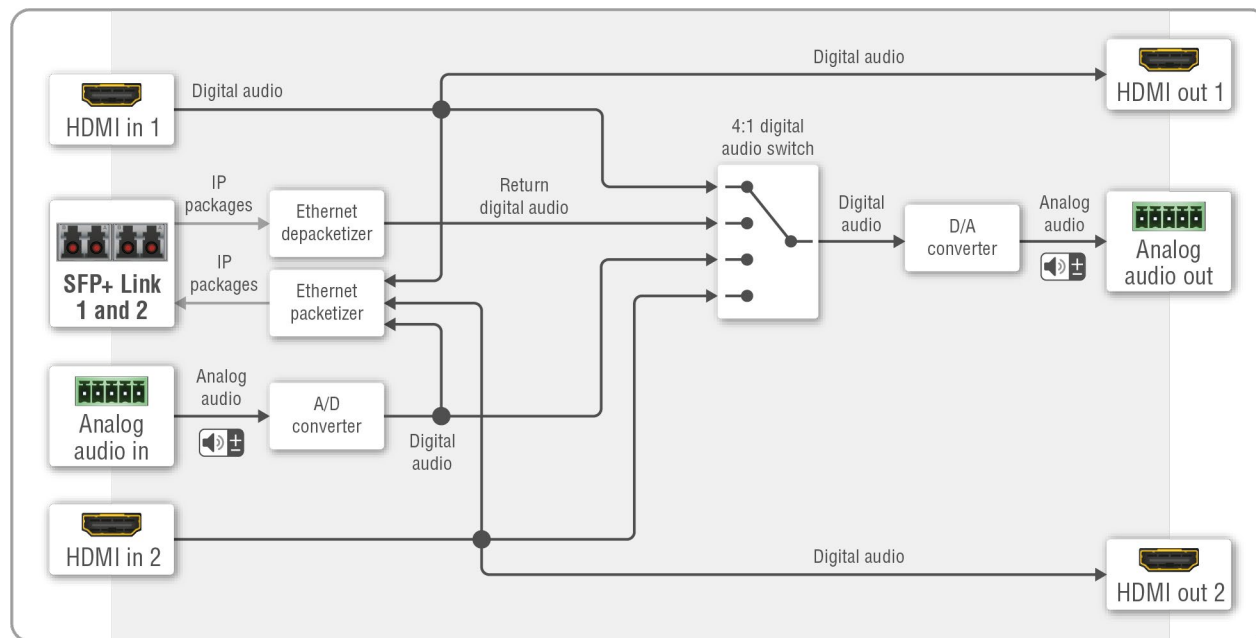 Digital audio
HDMI out 1
HDMI in 1
Digital audio
4:1 digital
audio switch
IP
packages
Ethernet
depacketizer
Return
digital audio
SFP+ Link
1 and 2
IP
packages
Ethernet
packetizer
Digital
audio
D/A
converter
Analog
audio
Analog
audio out
Analog
audio in
Analog
audio
A/D
converter
Digital
audio
HDMI in 2
Digital audio
HDMI out 2